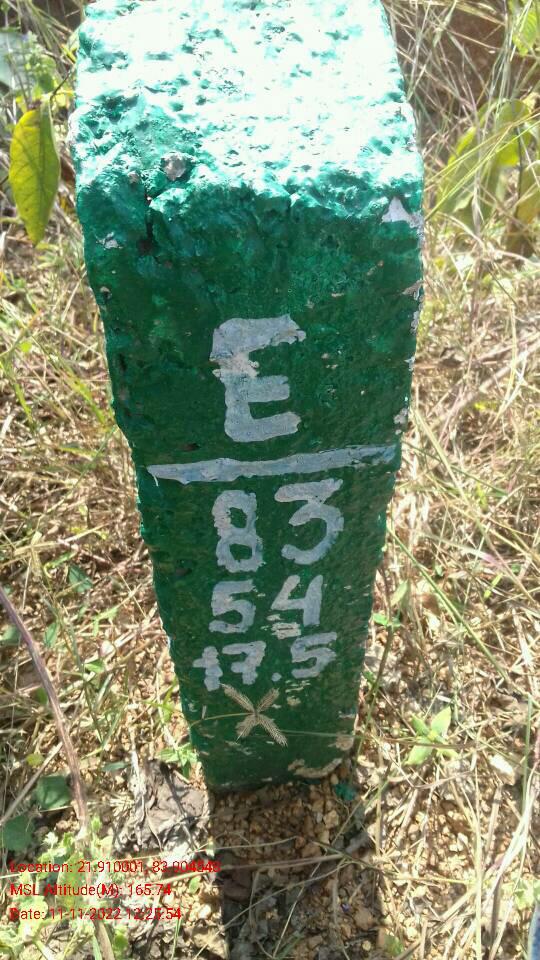 E
83
54
17.5
Location: 21.910001, 83.904848
MSL Altitude(M): 165.74
Date: 11-11-2022 12:25:54